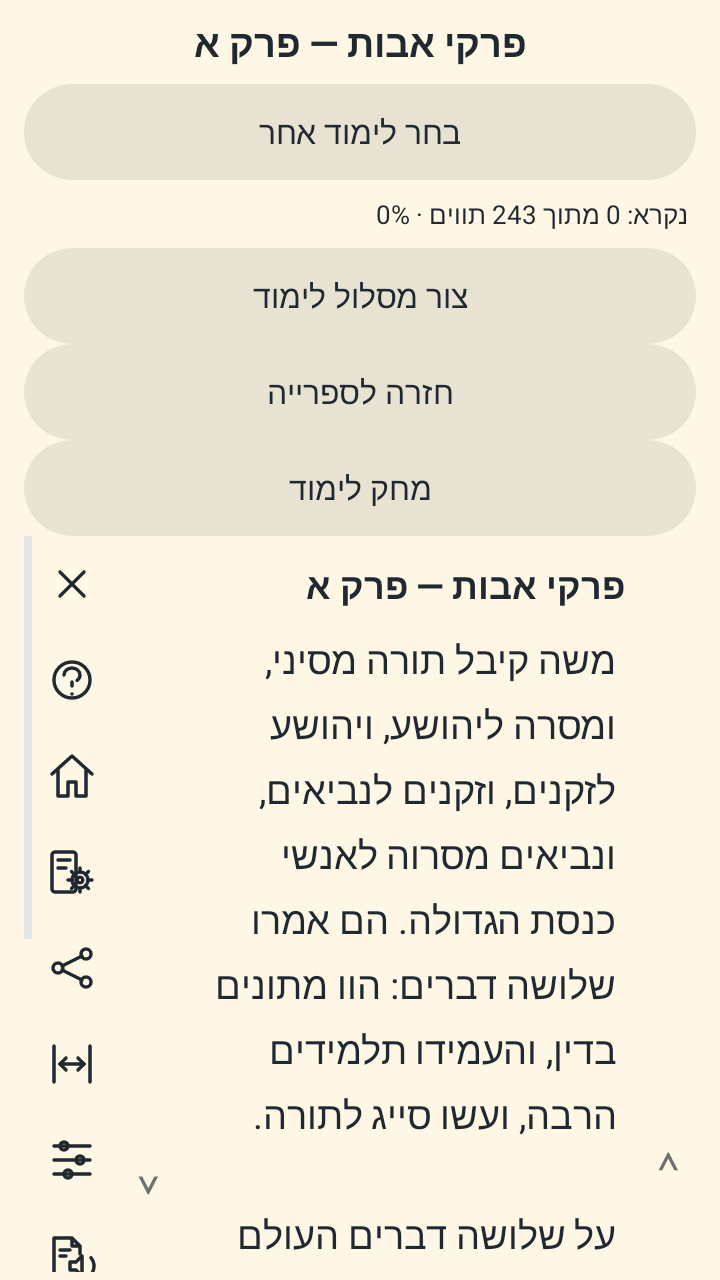 פרקי אבות – פרק א
בחר לימוד אחר
נקרא: 0 מתוך 243 תווים · 0%
צור מסלול לימוד
חזרה לספרייה
מחק לימוד
פרקי אבות – פרק א
משה קיבל תורה מסיני,
ומסרה ליהושע, ויהושע
לזקנים, וזקנים לנביאים,
ונביאים מסרוה לאנשי
כנסת הגדולה. הם אמרו
שלושה דברים: הוו מתונים
בדין, והעמידו תלמידים
הרבה, ועשו סייג לתורה.
על שלושה דברים העולם